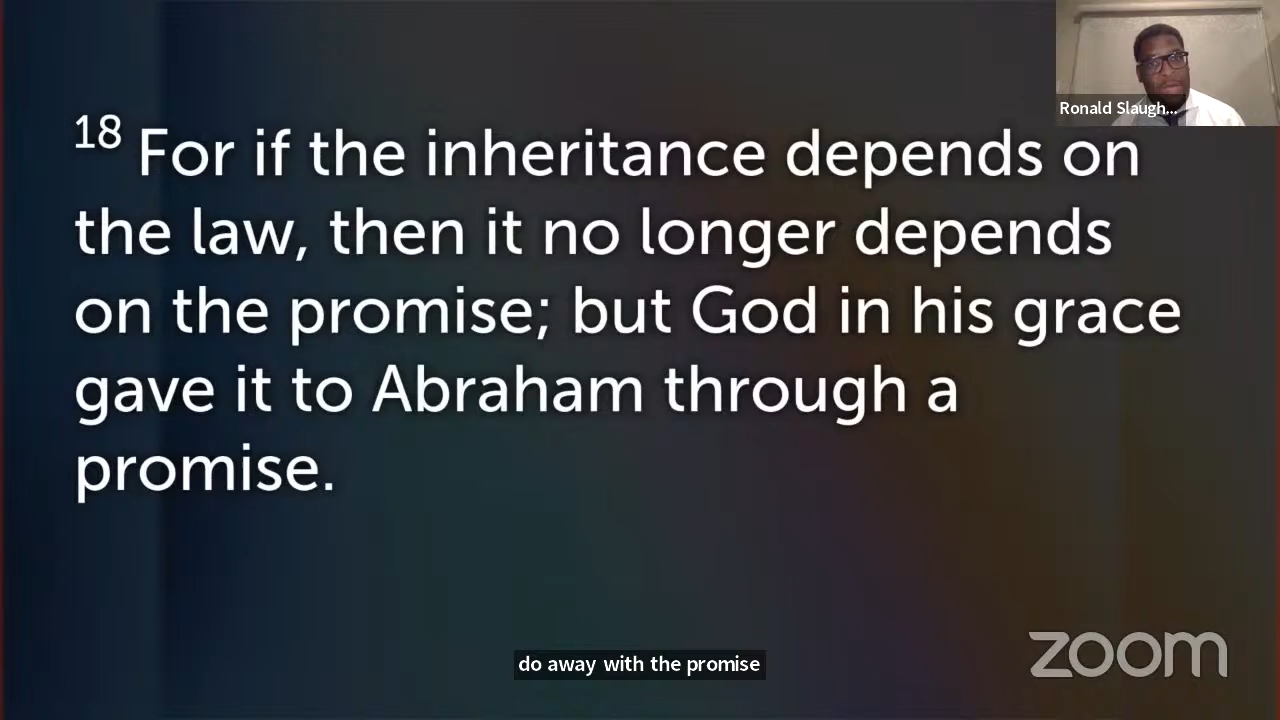 Ronald Slaugh...
18 For if the inheritance depends on
the law, then it no longer depends
on the promise; but God in his grace
gave it to Abraham through a
promise.
do away with the promise
zoom